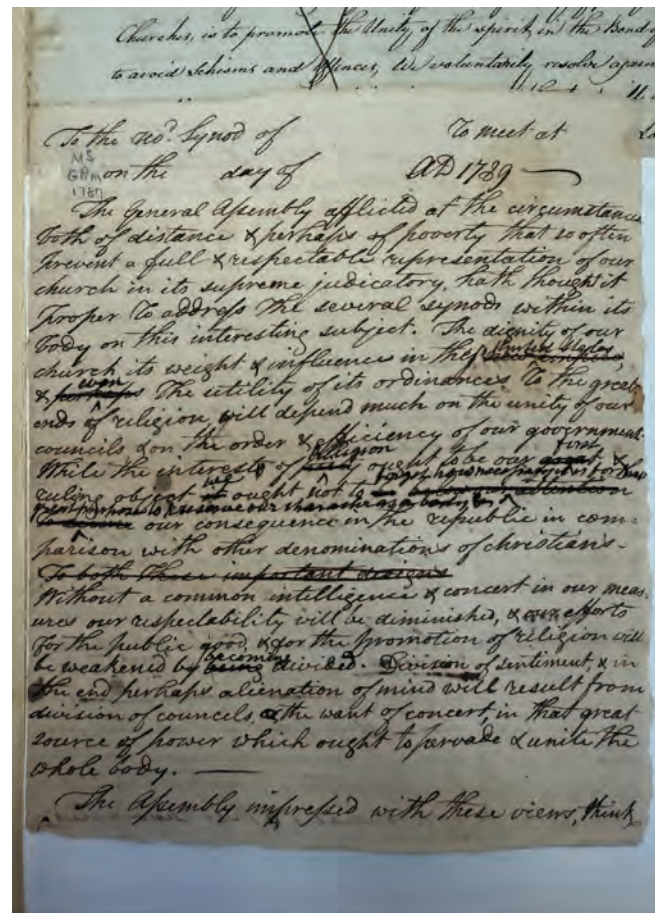 Churches, is to promote the Unity of the spirit, in the Bond of
to avoid Schisms and offences, We voluntarily resolve again
To the Revd. Synod of To meet at
MS
GAm
1789
on the day of AD 1789
The General Assembly afflicted at the circumstances
both of distance & perhaps of poverty that so often
prevent a full & respectable representation of our
church in its supreme judicatory, hath thought it
proper to address the several synods within its
body on this interesting subject. The dignity of our
church, its weight & influence in these United States,
& even perhaps the utility of its ordinances to the great
ends of religion, will depend much on the unity of our
councils & on the order & efficiency of our government.
While the interests of religion ought to be our first &
ruling object we ought not to
our consequence in the republic in com-
parison with other denominations of christians.
To both those important designs
Without a common intelligence & concert in our meas-
ures our respectability will be diminished, & our efforts
for the public good, & for the promotion of religion will
be weakened by becoming being divided. Division of sentiment, & in
the end perhaps alienation of mind will result from
division of councils, & the want of concert, in that great
source of power which ought to pervade & unite the
whole body.
The Assembly impressed with these views, think